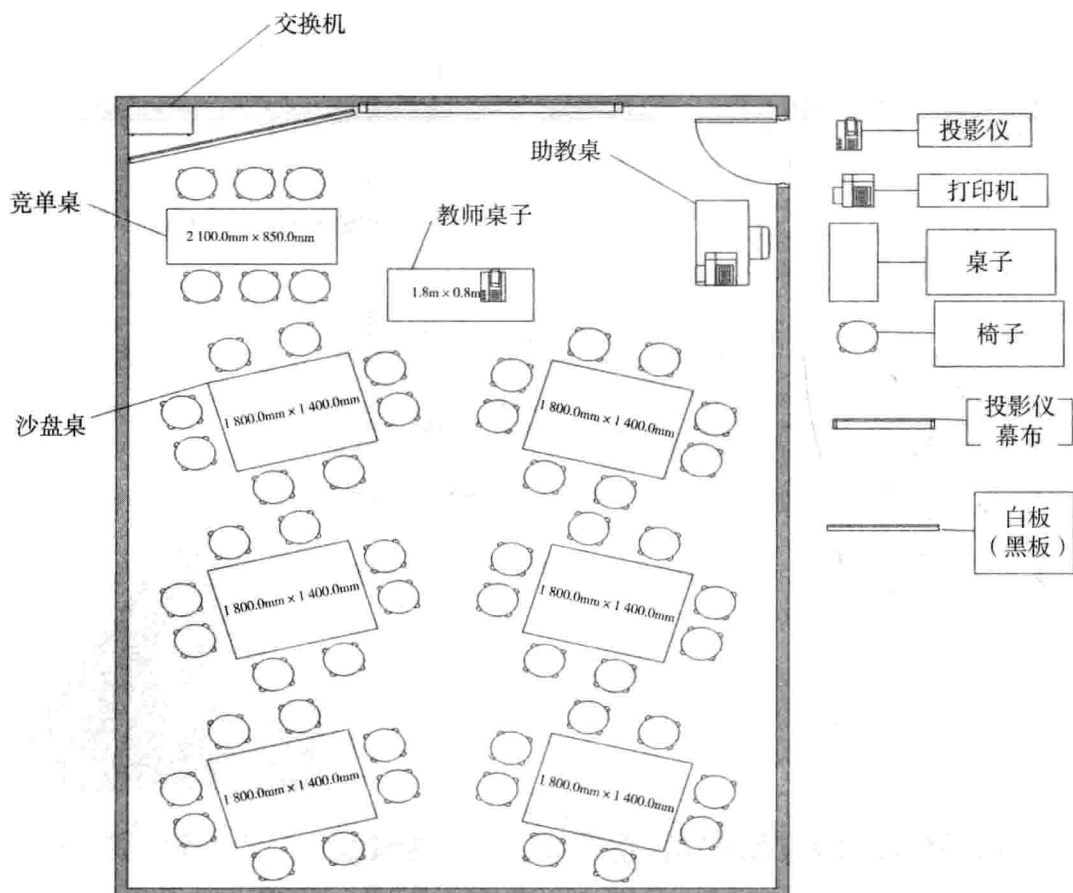 交换机
助教桌
投影仪
竞单桌
教师桌子
打印机
2 100.0mm × 850.0mm
桌子
1.8m × 0.8m
椅子
沙盘桌
1 800.0mm × 1 400.0mm
1 800.0mm × 1 400.0mm
投影仪
幕布
白板
（黑板）
1 800.0mm × 1 400.0mm
1 800.0mm × 1 400.0mm
1 800.0mm × 1 400.0mm
1 800.0mm × 1 400.0mm